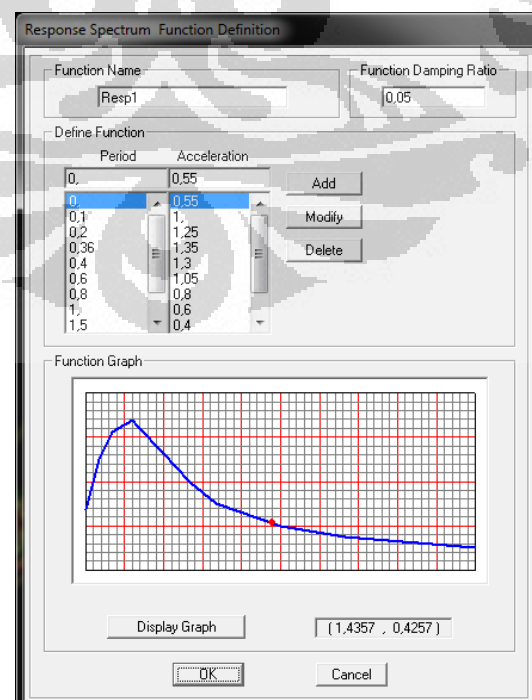 Response Spectrum Function Definition
Function Name
Function Damping Ratio
Resp1
0,05
Define Function
Period Acceleration
0, 0,55
Add
0, 0,55
0,1 1,
Modify
0,2 1,25
0,36 1,35
Delete
0,4 1,3
0,6 1,05
0,8 0,8
1, 0,6
1,5 0,4
Function Graph
Display Graph
(1,4357 , 0,4257 )
OK
Cancel